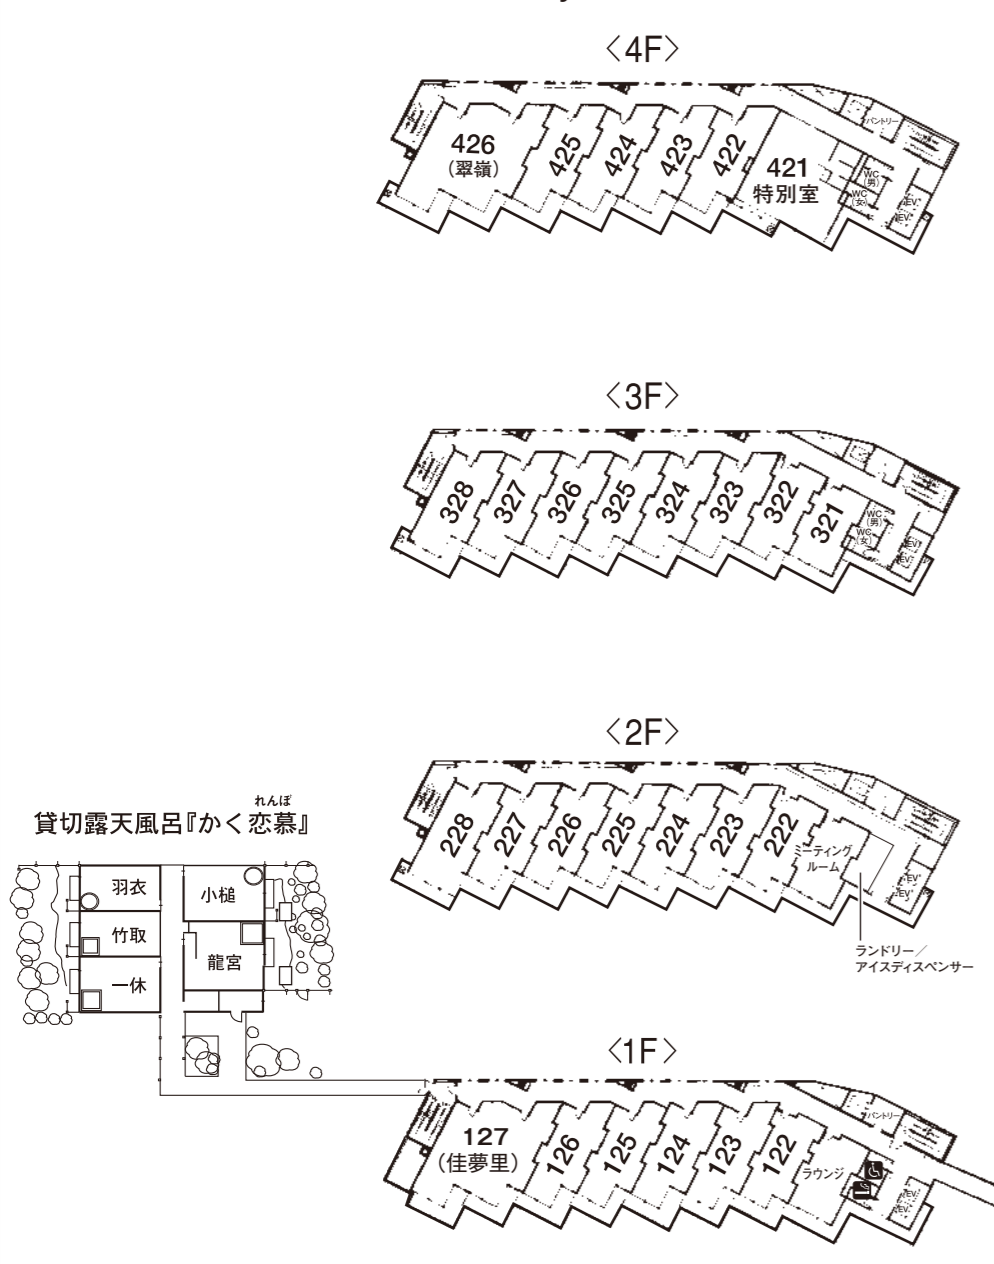 〈4F〉
パントリー
426
(翠嶺)
425
424
423
422
421
特別室
WC
(男)
WC
(女)
EV
EV
〈3F〉
328
327
326
325
324
323
322
321
WC
(男)
WC
(女)
EV
EV
〈2F〉
228
227
226
225
224
223
222
ミーティング
ルーム
EV
EV
ランドリー/
アイスディスペンサー
れんぼ
貸切露天風呂『かく恋慕』
羽衣
小槌
竹取
龍宮
一休
〈1F〉
パントリー
127
(佳夢里)
126
125
124
123
122
ラウンジ
EV
EV